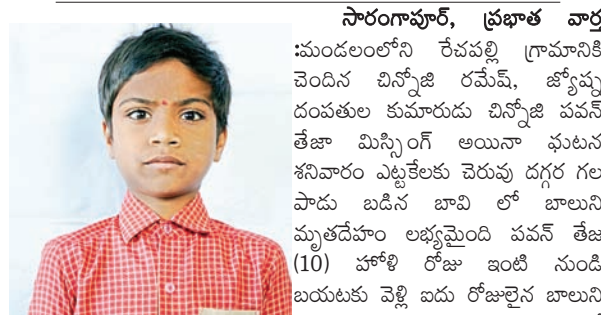 సారంగాపూర్, ప్రభాత వార్త
:మండలంలోని రేచపల్లి గ్రామానికి
చెందిన చిన్నోజి రమేష్, జ్యోష్న
దంపతుల కుమారుడు చిన్నోజి పవన్
తేజా మిస్సింగ్ అయినా ఘటన
శనివారం ఎట్టకేలకు చెరువు దగ్గర గల
పాడు బడిన బావి లో బాలుని
మృతదేహం లభ్యమైంది పవన్ తేజ
(10) హోళి రోజు ఇంటి నుండి
బయటకు వెళ్లి ఐదు రోజులైన బాలుని